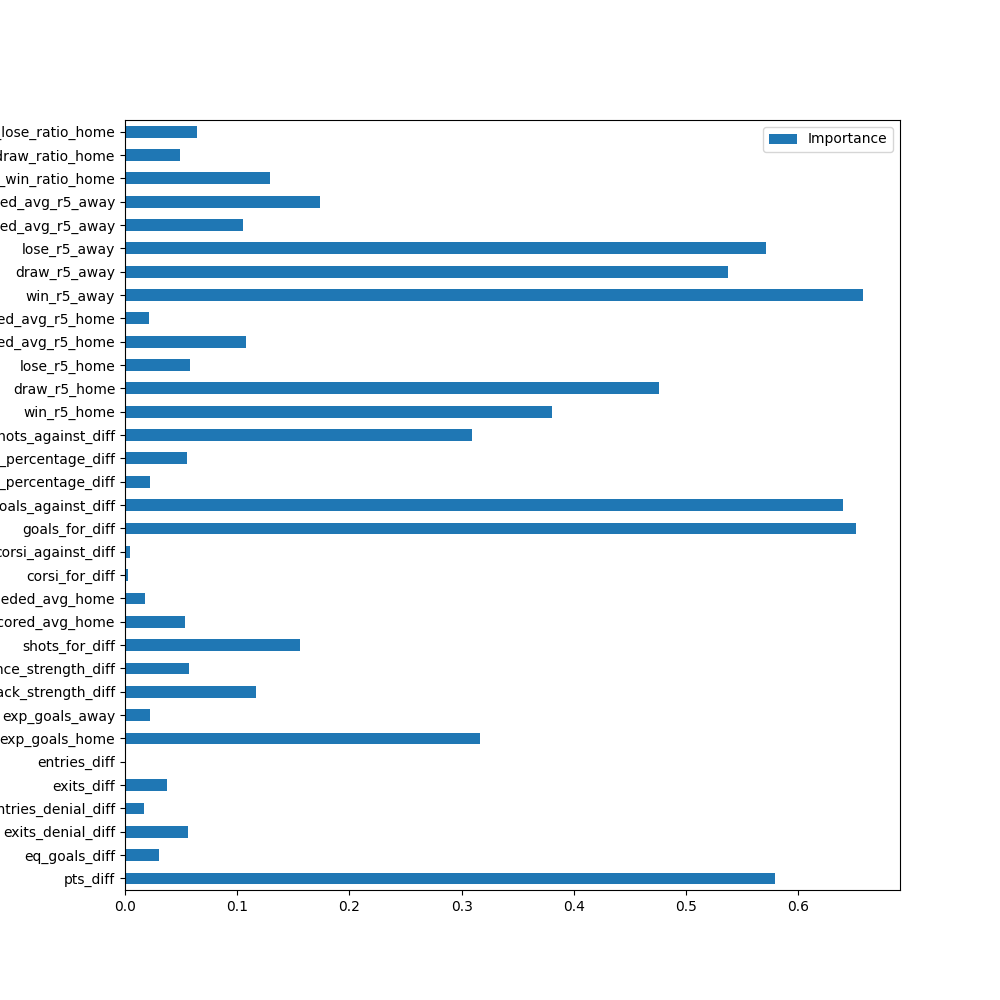 lose_ratio_home
Importance
draw_ratio_home
_win_ratio_home
ed_avg_r5_away
ed_avg_r5_away
lose_r5_away
draw_r5_away
win_r5_away
ed_avg_r5_home
ed_avg_r5_home
lose_r5_home
draw_r5_home
win_r5_home
hots_against_diff
_percentage_diff
_percentage_diff
oals_against_diff
goals_for_diff
corsi_against_diff
corsi_for_diff
eded_avg_home
cored_avg_home
shots_for_diff
nce_strength_diff
ack_strength_diff
exp_goals_away
exp_goals_home
entries_diff
exits_diff
ntries_denial_diff
exits_denial_diff
eq_goals_diff
pts_diff
0.0 0.1 0.2 0.3 0.4 0.5 0.6